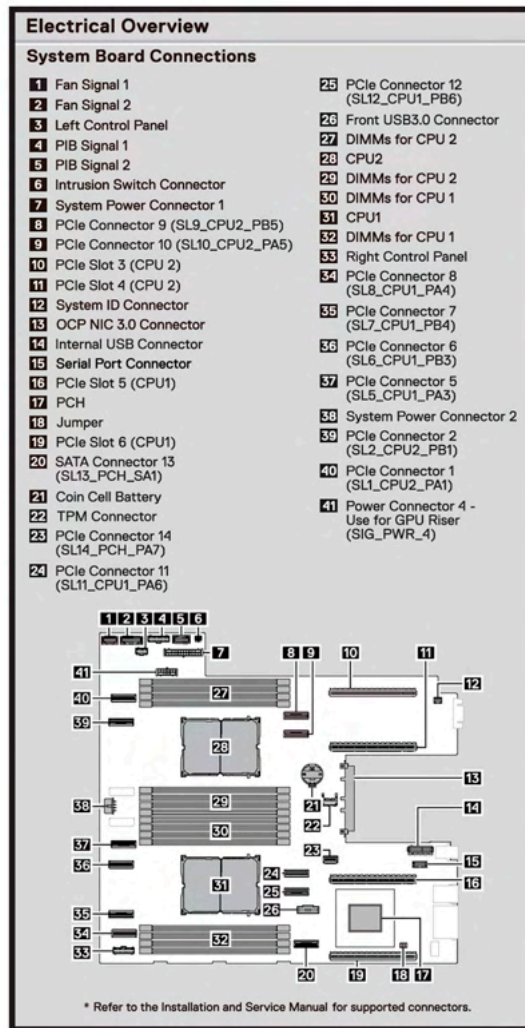 Electrical Overview
System Board Connections
1 Fan Signal 1
2 Fan Signal 2
3 Left Control Panel
4 PIB Signal 1
5 PIB Signal 2
6 Intrusion Switch Connector
7 System Power Connector 1
8 PCIe Connector 9 (SL9_CPU2_PB5)
9 PCIe Connector 10 (SL10_CPU2_PA5)
10 PCIe Slot 3 (CPU 2)
11 PCIe Slot 4 (CPU 2)
12 System ID Connector
13 OCP NIC 3.0 Connector
14 Internal USB Connector
15 Serial Port Connector
16 PCIe Slot 5 (CPU1)
17 PCH
18 Jumper
19 PCIe Slot 6 (CPU1)
20 SATA Connector 13
(SL13_PCH_SA1)
21 Coin Cell Battery
22 TPM Connector
23 PCIe Connector 14
(SL14_PCH_PA7)
24 PCIe Connector 11
(SL11_CPU1_PA6)
25 PCIe Connector 12
(SL12_CPU1_PB6)
26 Front USB3.0 Connector
27 DIMMs for CPU 2
28 CPU2
29 DIMMs for CPU 2
30 DIMMs for CPU 1
31 CPU1
32 DIMMs for CPU 1
33 Right Control Panel
34 PCIe Connector 8
(SL8_CPU1_PA4)
35 PCIe Connector 7
(SL7_CPU1_PB4)
36 PCIe Connector 6
(SL6_CPU1_PB3)
37 PCIe Connector 5
(SL5_CPU1_PA3)
38 System Power Connector 2
39 PCIe Connector 2
(SL2_CPU2_PB1)
40 PCIe Connector 1
(SL1_CPU2_PA1)
41 Power Connector 4 -
Use for GPU Riser
(SIG_PWR_4)
1 2 3 4 5 6
7 8 9 10 11
41
40 27 12
39
28
13
21
38 29 22 14
37 30 23 15
36 24 16
31 25
35 26
34 32
33 20 19 18 17
* Refer to the Installation and Service Manual for supported connectors.